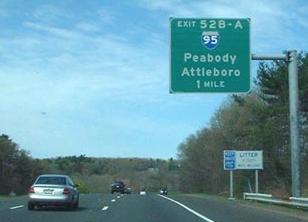 EXIT 52B-A
95
Peabody
Attleboro
1 MILE
LITTER